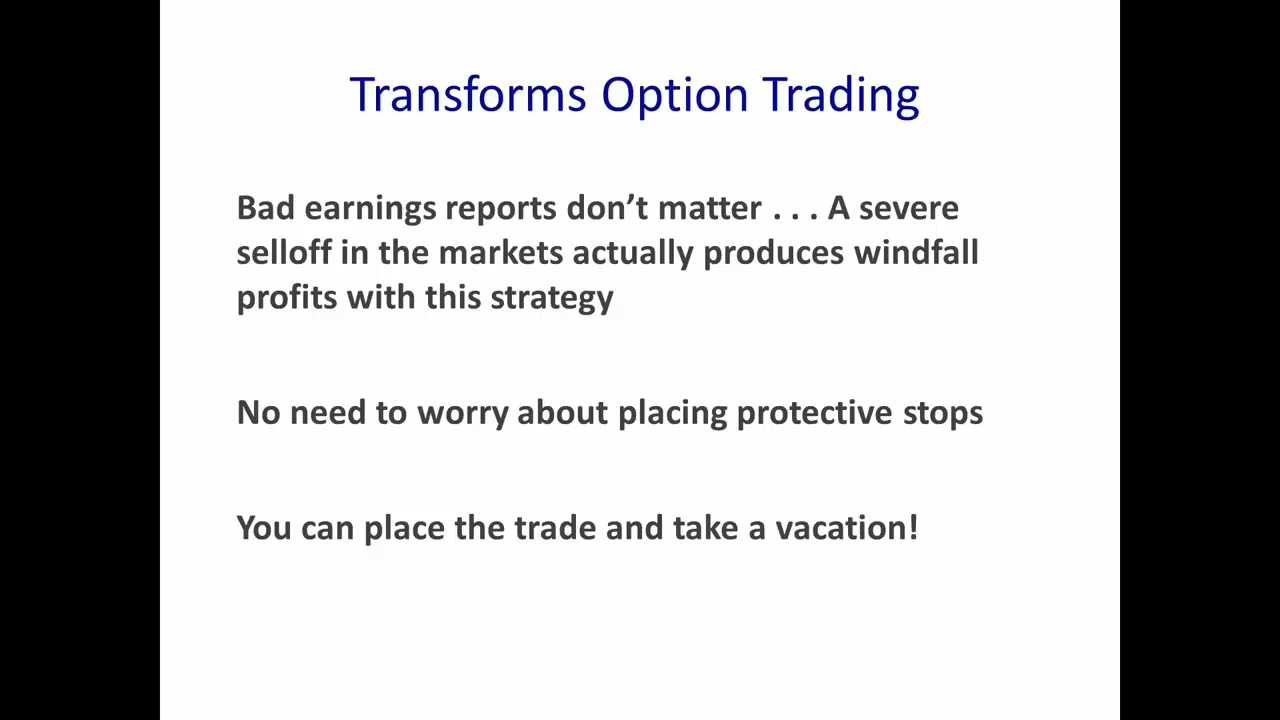 Transforms Option Trading
Bad earnings reports don’t matter . . . A severe
selloff in the markets actually produces windfall
profits with this strategy
No need to worry about placing protective stops
You can place the trade and take a vacation!